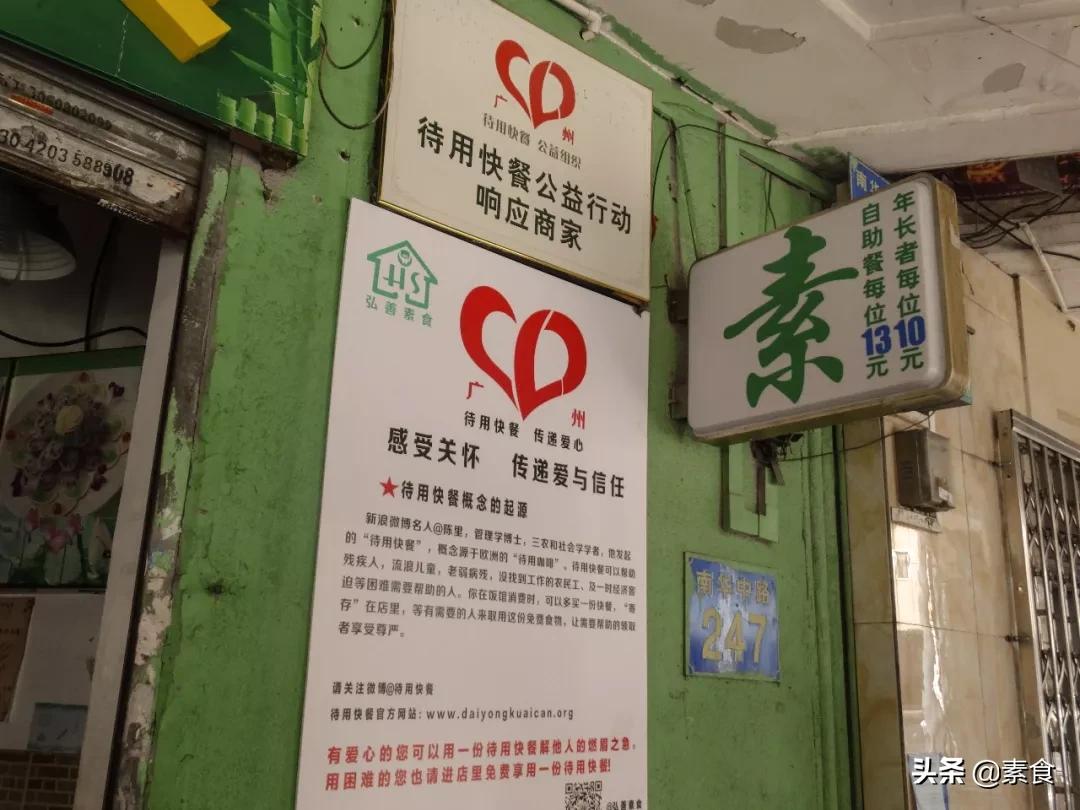 广州
待用快餐 公益组织
待用快餐公益行动
响应商家
HS
弘善素食
广州
待用快餐 传递爱心
感受关怀 传递爱与信任
★待用快餐概念的起源
新浪微博名人@陈里，管理学博士，三农和社会学学者，他发起
的“待用快餐”，概念源于欧洲的“待用咖啡”。待用快餐可以帮助
残疾人，流浪儿童，老弱病残，没找到工作的农民工、及一时经济窘
迫等困难需要帮助的人。你在饭馆消费时，可以多买一份快餐，“寄
存”在店里，等有需要的人来取用这份免费食物，让需要帮助的领取
者享受尊严。
请关注微博@待用快餐
待用快餐官方网站：www.daiyongkuaican.org
有爱心的您可以用一份待用快餐解他人的燃眉之急。
用困难的您也请进店里免费享用一份待用快餐!
@弘善素食
素
年长者每位10元
自助餐每位13元
南华中路
247
头条 @素食